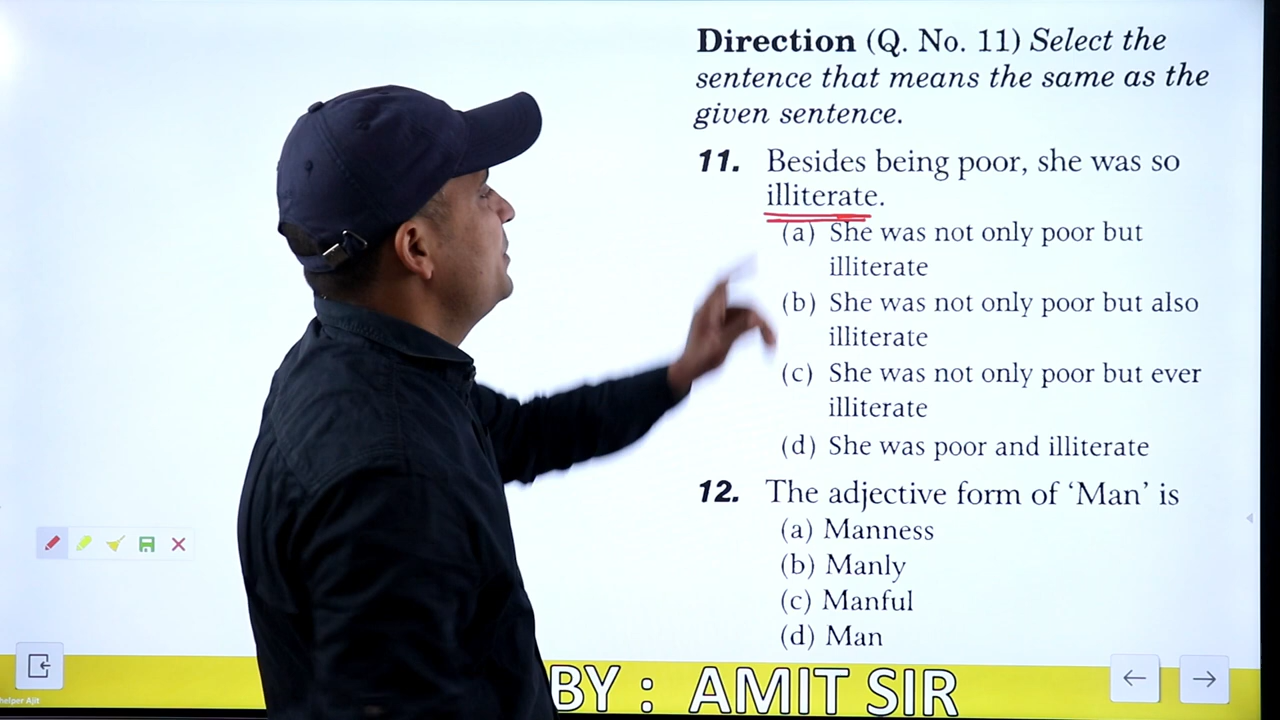 Direction (Q. No. 11) Select the
sentence that means the same as the
given sentence.
11. Besides being poor, she was so
illiterate.
(a) She was not only poor but
illiterate
(b) She was not only poor but also
illiterate
(c) She was not only poor but ever
illiterate
(d) She was poor and illiterate
12. The adjective form of ‘Man’ is
(a) Manness
(b) Manly
(c) Manful
(d) Man
helper Ajit
BY : AMIT SIR